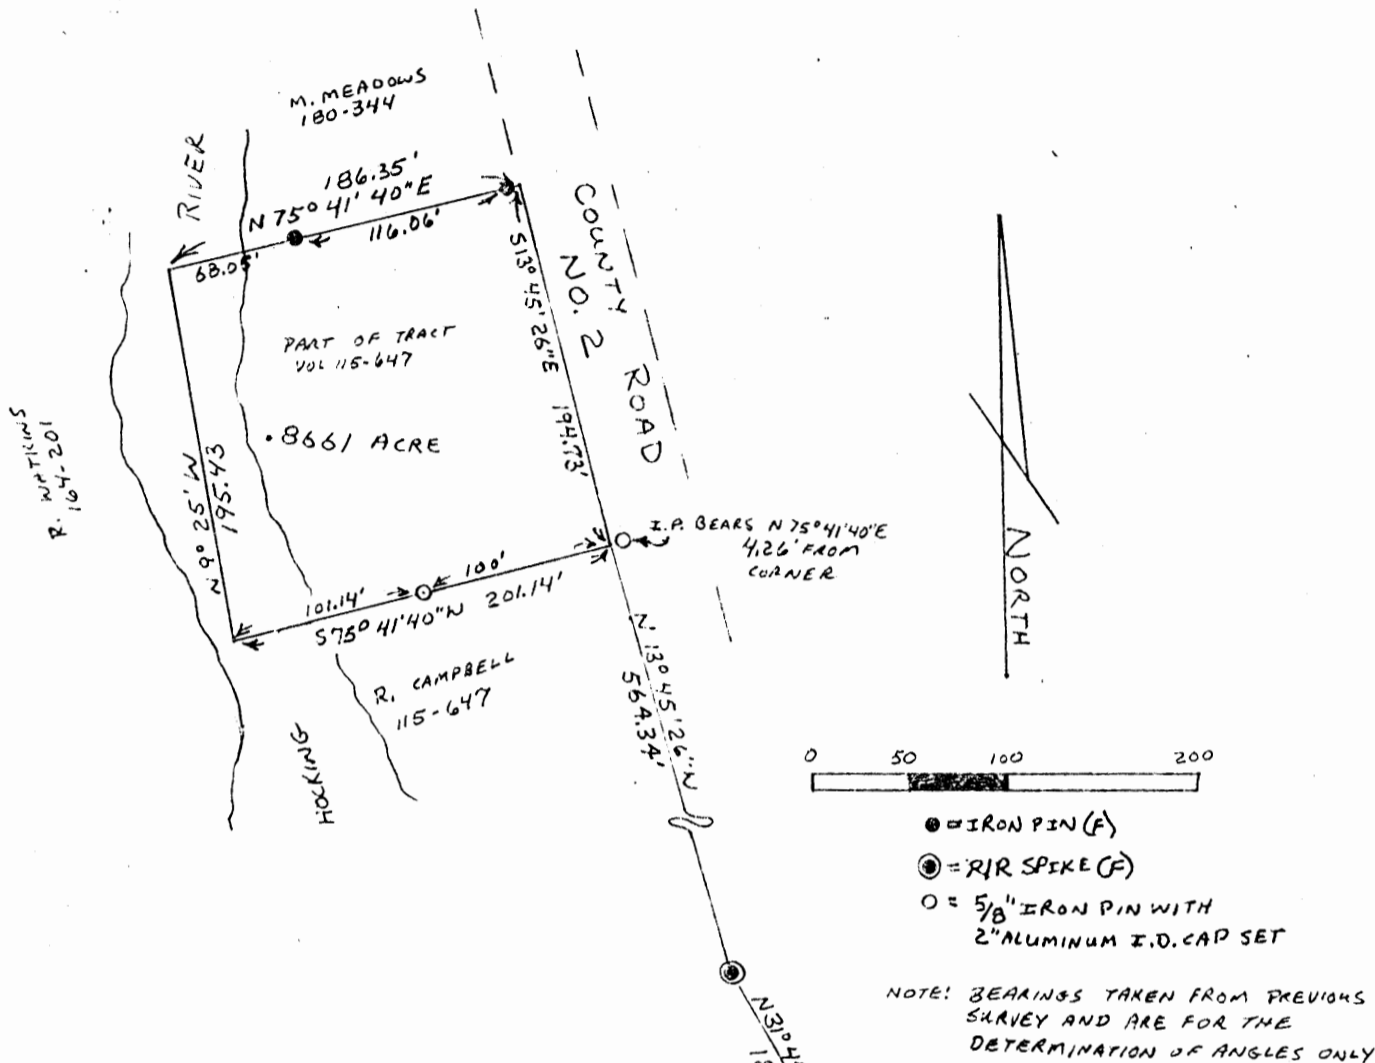 M. MEADOWS
180-344
RIVER
186.35'
N 75° 41' 40" E
116.06'
68.05'
COUNTY
NO. 2
ROAD
S13° 45' 26"E 194.73'
PART OF TRACT
VOL 115-647
.8661 ACRE
R. WATKINS
164-201
N 9° 25' W
195.43
I.P. BEARS N 75° 41' 40"E
4.26' FROM
CORNER
100'
101.14'
S75° 41' 40" W 201.14'
R. CAMPBELL
115-647
HOCKING
N 13° 45' 26" W
564.34'
NORTH
0 50 100 200
= IRON PIN (F)
= R/R SPIKE (F)
= 5/8" IRON PIN WITH
2" ALUMINUM I.D. CAP SET
NOTE! BEARINGS TAKEN FROM PREVIOUS
SURVEY AND ARE FOR THE
DETERMINATION OF ANGLES ONLY
N31° 4